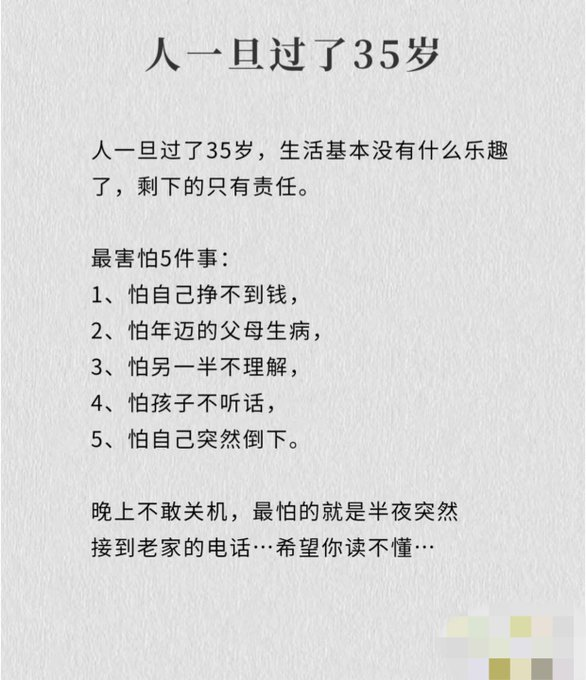 人一旦过了35岁
人一旦过了35岁，生活基本没有什么乐趣
了，剩下的只有责任。
最害怕5件事：
1、怕自己挣不到钱，
2、怕年迈的父母生病，
3、怕另一半不理解，
4、怕孩子不听话，
5、怕自己突然倒下。
晚上不敢关机，最怕的就是半夜突然
接到老家的电话…希望你读不懂…